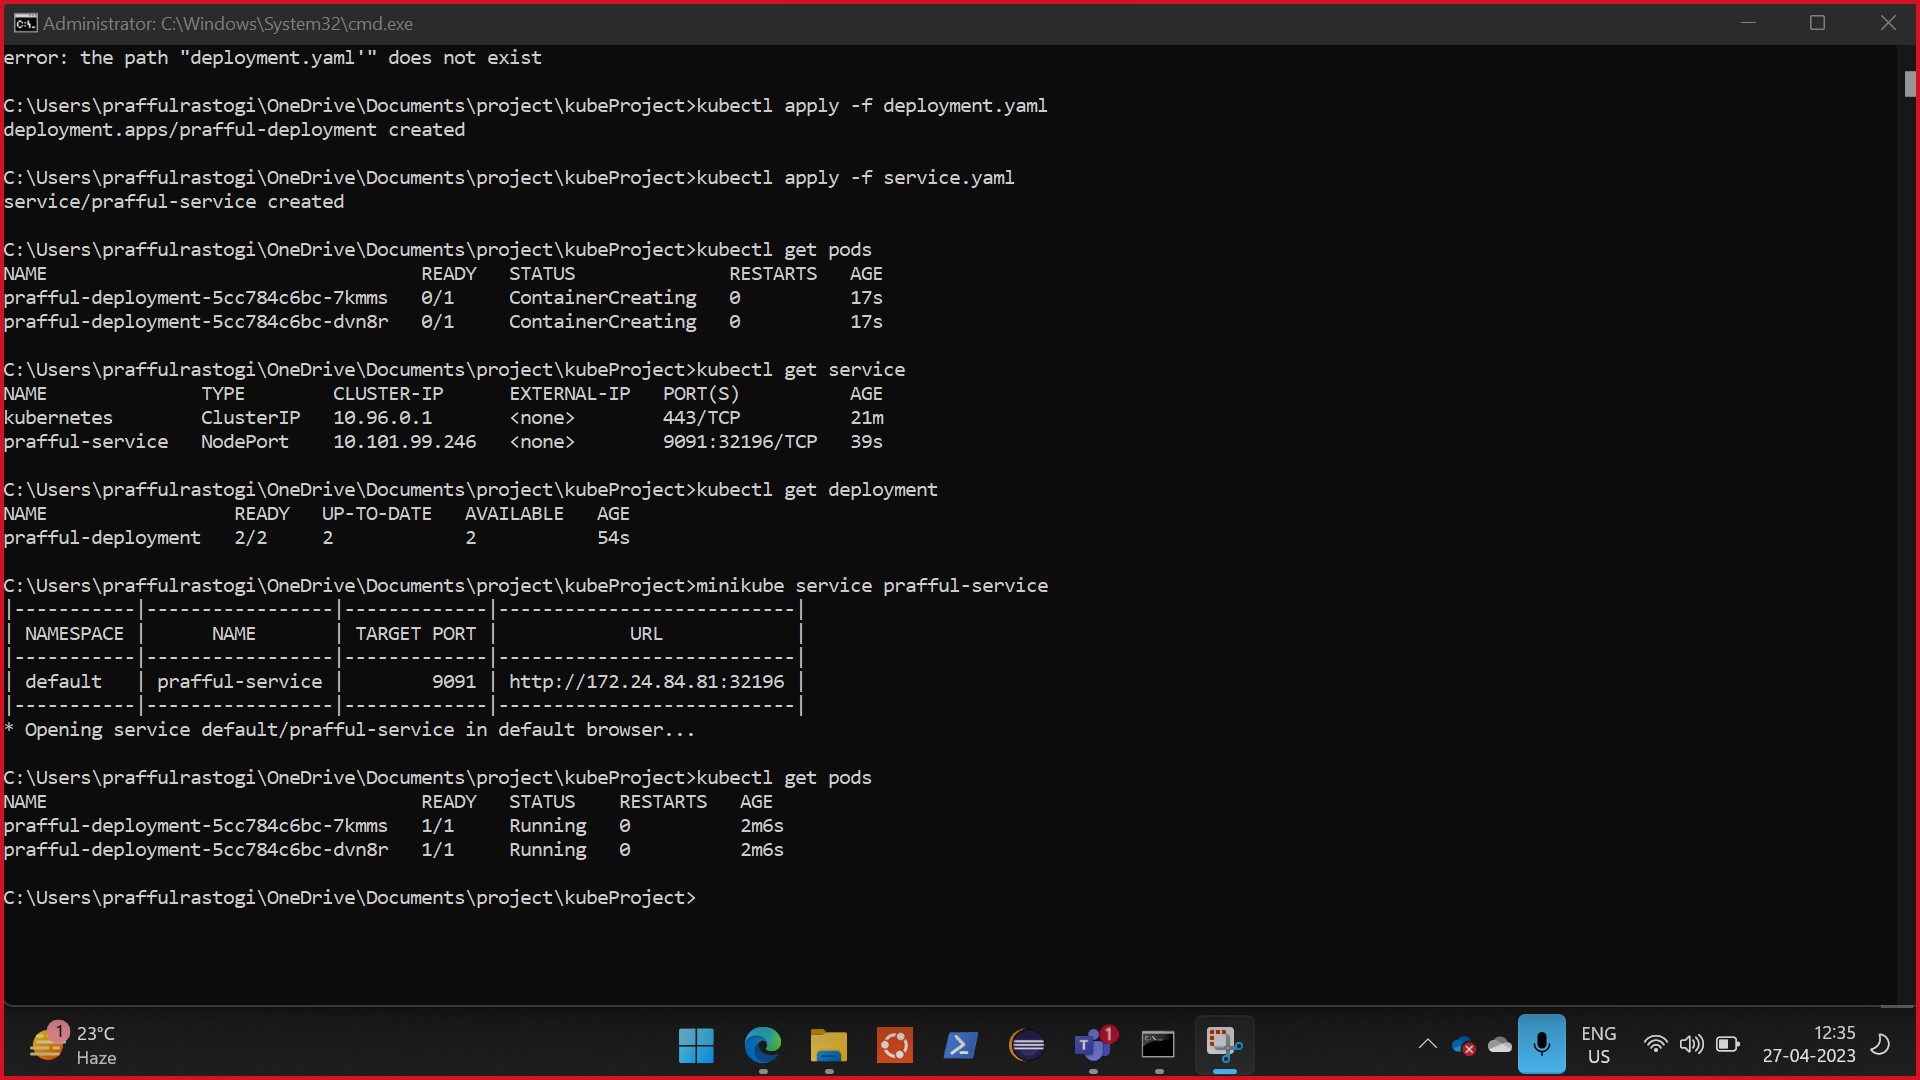 Administrator: C:\Windows\System32\cmd.exe
error: the path "deployment.yaml'" does not exist
C:\Users\praffulrastogi\OneDrive\Documents\project\kubeProject>kubectl apply -f deployment.yaml
deployment.apps/prafful-deployment created
C:\Users\praffulrastogi\OneDrive\Documents\project\kubeProject>kubectl apply -f service.yaml
service/prafful-service created
C:\Users\praffulrastogi\OneDrive\Documents\project\kubeProject>kubectl get pods
NAME READY STATUS RESTARTS AGE
prafful-deployment-5cc784c6bc-7kmms 0/1 ContainerCreating 0 17s
prafful-deployment-5cc784c6bc-dvn8r 0/1 ContainerCreating 0 17s
C:\Users\praffulrastogi\OneDrive\Documents\project\kubeProject>kubectl get service
NAME TYPE CLUSTER-IP EXTERNAL-IP PORT(S) AGE
kubernetes ClusterIP 10.96.0.1 <none> 443/TCP 21m
prafful-service NodePort 10.101.99.246 <none> 9091:32196/TCP 39s
C:\Users\praffulrastogi\OneDrive\Documents\project\kubeProject>kubectl get deployment
NAME READY UP-TO-DATE AVAILABLE AGE
prafful-deployment 2/2 2 2 54s
C:\Users\praffulrastogi\OneDrive\Documents\project\kubeProject>minikube service prafful-service
|-----------|-----------------|-------------|---------------------------|
| NAMESPACE | NAME | TARGET PORT | URL |
|-----------|-----------------|-------------|---------------------------|
| default | prafful-service | 9091 | http://172.24.84.81:32196 |
|-----------|-----------------|-------------|---------------------------|
* Opening service default/prafful-service in default browser...
C:\Users\praffulrastogi\OneDrive\Documents\project\kubeProject>kubectl get pods
NAME READY STATUS RESTARTS AGE
prafful-deployment-5cc784c6bc-7kmms 1/1 Running 0 2m6s
prafful-deployment-5cc784c6bc-dvn8r 1/1 Running 0 2m6s
C:\Users\praffulrastogi\OneDrive\Documents\project\kubeProject>
1 23°C
Haze
1
ENG
US
12:35
27-04-2023